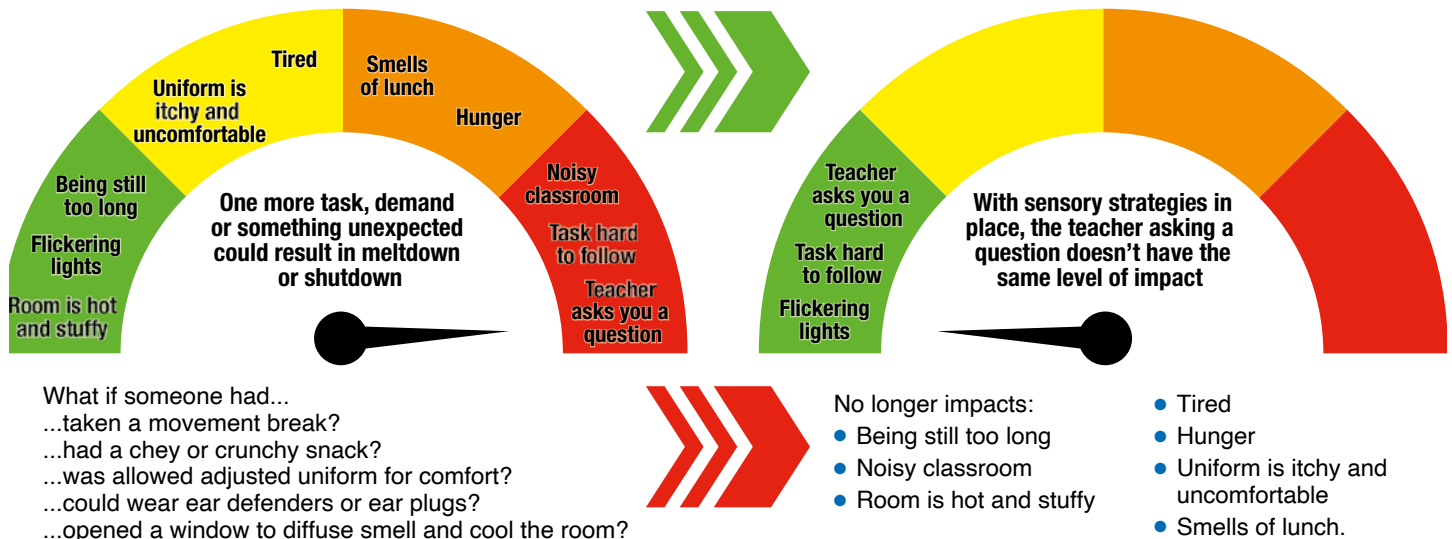 Room is hot
and stuffy
Flickering
lights
Being still
too long
Uniform is
itchy and
uncomfortable
Tired
Smells
of lunch
Hunger
Noisy
classroom
Task hard
to follow
Teacher
asks you a
question
One more task, demand
or something unexpected
could result in meltdown
or shutdown
Teacher
asks you a
question
Task hard
to follow
Flickering
lights
With sensory strategies in
place, the teacher asking a
question doesn’t have the
same level of impact
What if someone had...
...taken a movement break?
...had a chey or crunchy snack?
...was allowed adjusted uniform for comfort?
...could wear ear defenders or ear plugs?
...opened a window to diffuse smell and cool the room?
No longer impacts:
● Being still too long
● Noisy classroom
● Room is hot and stuffy
● Tired
● Hunger
● Uniform is itchy and
uncomfortable
● Smells of lunch.